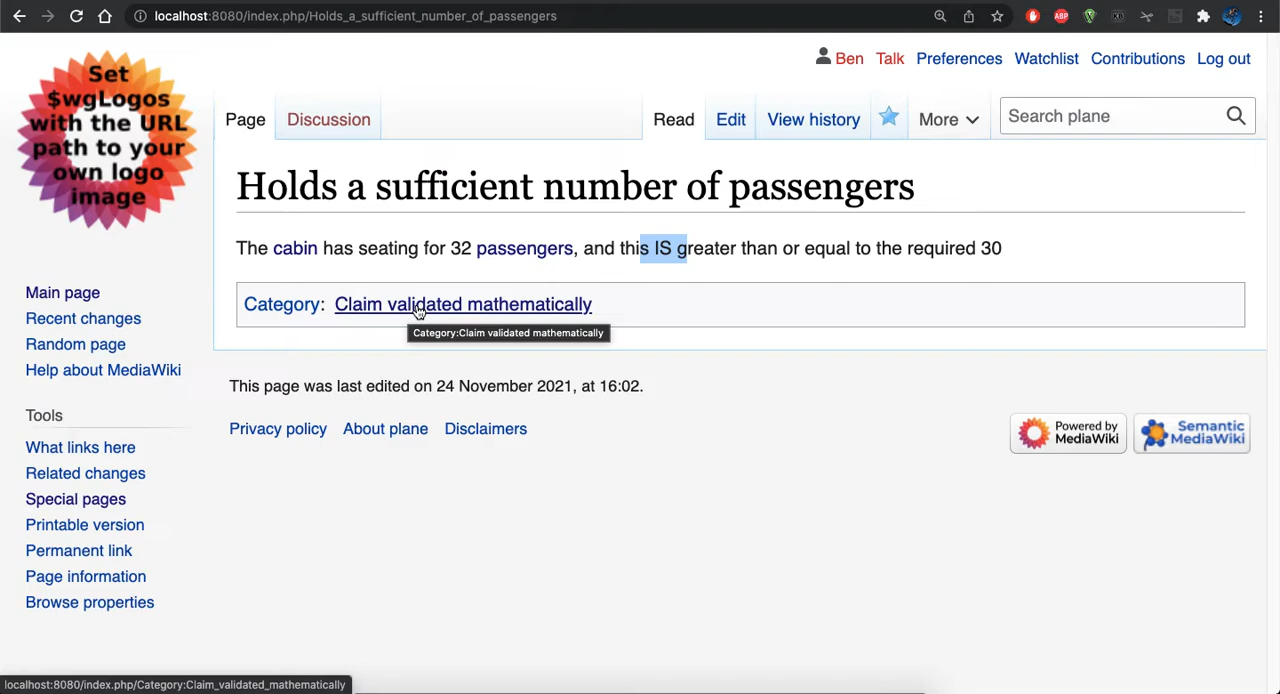 localhost:8080/index.php/Holds_a_sufficient_number_of_passengers
ABP
Set
$wgLogos
with the URL
path to your
own logo
image
Ben Talk Preferences Watchlist Contributions Log out
Page Discussion Read Edit View history More Search plane
Holds a sufficient number of passengers
The cabin has seating for 32 passengers, and this IS greater than or equal to the required 30
Category: Claim validated mathematically
Category:Claim validated mathematically
Main page
Recent changes
Random page
Help about MediaWiki
Tools
What links here
Related changes
Special pages
Printable version
Permanent link
Page information
Browse properties
This page was last edited on 24 November 2021, at 16:02.
Privacy policy About plane Disclaimers
Powered by
MediaWiki
Semantic
MediaWiki
localhost:8080/index.php/Category:Claim_validated_mathematically